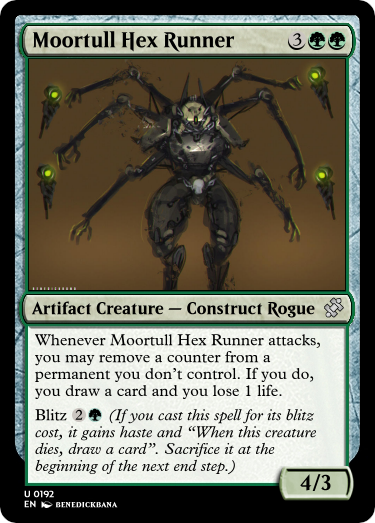 Moortull Hex Runner 3
BENEDICKBANA
Artifact Creature — Construct Rogue
Whenever Moortull Hex Runner attacks,
you may remove a counter from a
permanent you don't control. If you do,
you draw a card and you lose 1 life.
Blitz 2 (If you cast this spell for its blitz
cost, it gains haste and “When this creature
dies, draw a card”. Sacrifice it at the
beginning of the next end step.)
4/3
U 0192
EN BENEDICKBANA